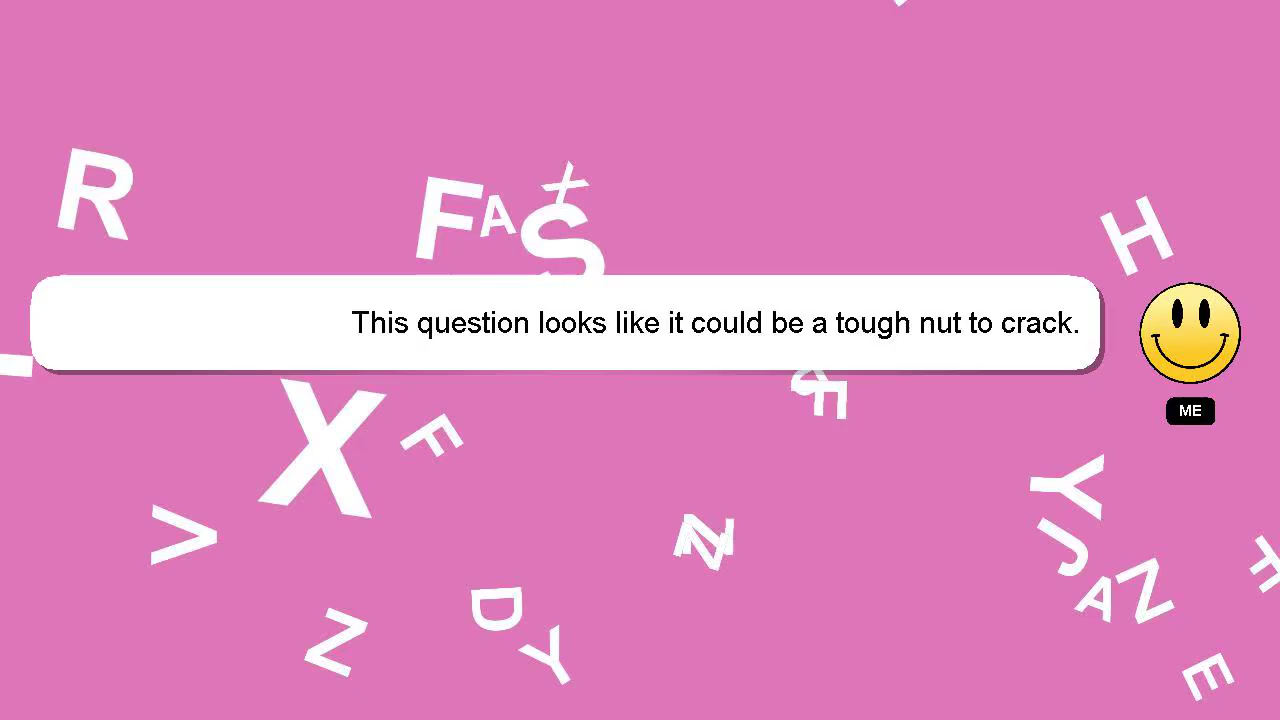 R
F A X S
H
This question looks like it could be a tough nut to crack.
ME
X F
F
Y
V
N
J
Z
A Z
F
D
N
Y
E